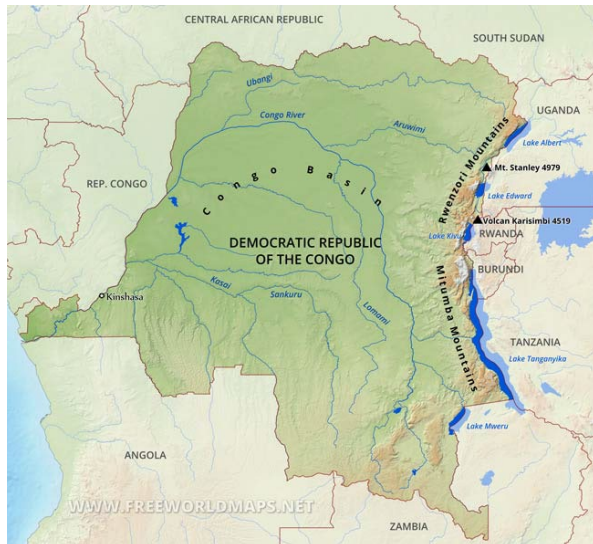 CENTRAL AFRICAN REPUBLIC
SOUTH SUDAN
Ubangi
UGANDA
Congo River
Aruwimi
Lake Albert
Rwenzori Mountains
Mt. Stanley 4979
REP. CONGO
Congo Basin
Lake Edward
Volcan Karisimbi 4519
Lake Kivu
RWANDA
DEMOCRATIC REPUBLIC
OF THE CONGO
BURUNDI
Kasai
Sankuru
Kinshasa
Lomami
Mitumba Mountains
TANZANIA
Lake Tanganyika
Lake Mweru
ANGOLA
WWW.FREEWORLDMAPS.NET
ZAMBIA